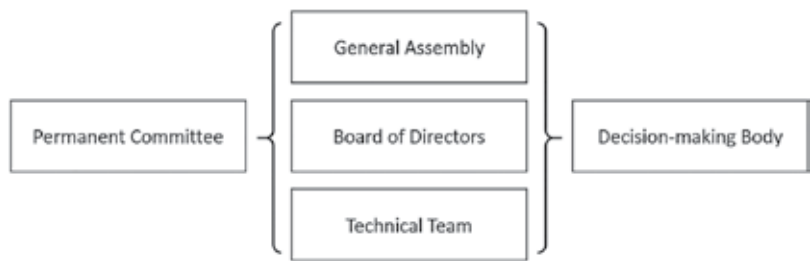 General Assembly
Permanent Committee
Board of Directors
Decision-making Body
Technical Team